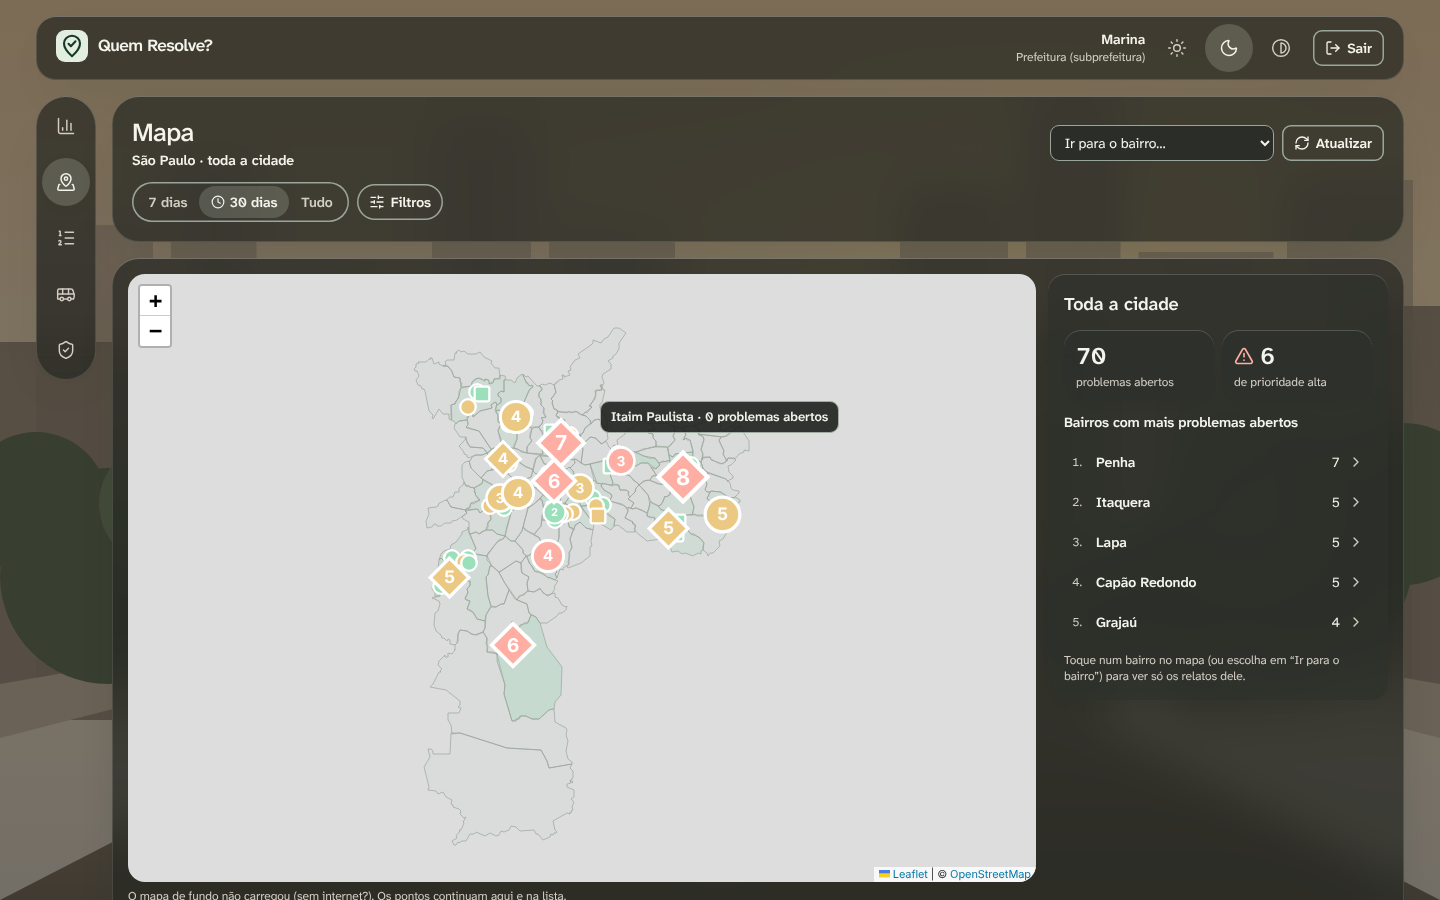 Quem Resolve?
Marina
Prefeitura (subprefeitura)
Sair
Mapa
São Paulo · toda a cidade
Ir para o bairro...
Atualizar
7 dias
30 dias
Tudo
Filtros
+
−
Itaim Paulista · 0 problemas abertos
4
7
4
3
6
8
3
3
4
2
5
5
4
5
6
Leaflet | © OpenStreetMap
O mapa de fundo não carregou (sem internet?). Os pontos continuam aqui e na lista.
Toda a cidade
70
problemas abertos
6
de prioridade alta
Bairros com mais problemas abertos
1. Penha 7
2. Itaquera 5
3. Lapa 5
4. Capão Redondo 5
5. Grajaú 4
Toque num bairro no mapa (ou escolha em “Ir para o
bairro”) para ver só os relatos dele.